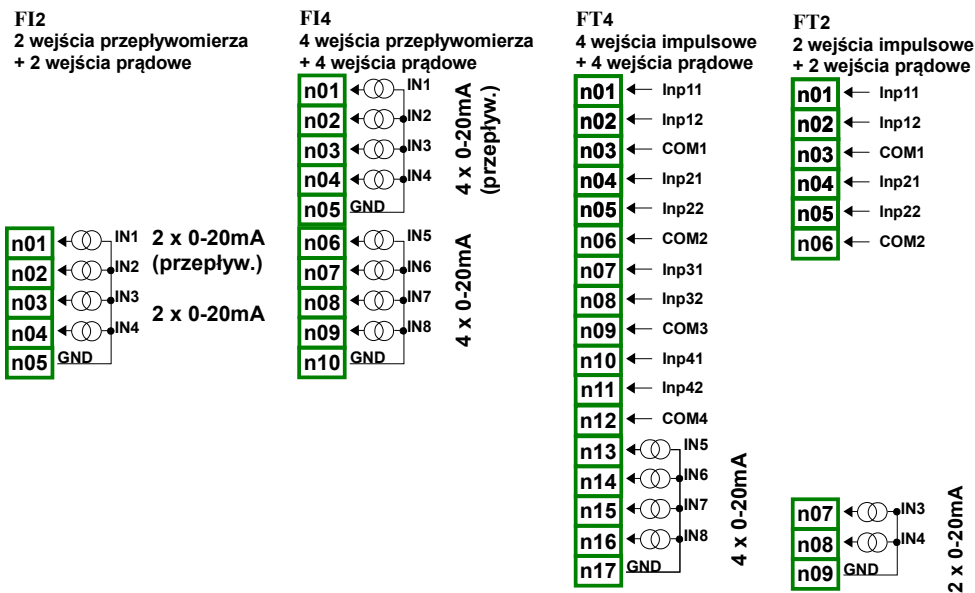 FI2
2 wejścia przepływomierza
+ 2 wejścia prądowe
n01 IN1
n02 IN2
n03 IN3
n04 IN4
n05 GND
2 x 0-20mA
(przepływ.)
2 x 0-20mA
FI4
4 wejścia przepływomierza
+ 4 wejścia prądowe
n01 IN1
n02 IN2
n03 IN3
n04 IN4
n05 GND
4 x 0-20mA
(przepływ.)
n06 IN5
n07 IN6
n08 IN7
n09 IN8
n10 GND
4 x 0-20mA
FT4
4 wejścia impulsowe
+ 4 wejścia prądowe
n01 Inp11
n02 Inp12
n03 COM1
n04 Inp21
n05 Inp22
n06 COM2
n07 Inp31
n08 Inp32
n09 COM3
n10 Inp41
n11 Inp42
n12 COM4
n13 IN5
n14 IN6
n15 IN7
n16 IN8
n17 GND
4 x 0-20mA
FT2
2 wejścia impulsowe
+ 2 wejścia prądowe
n01 Inp11
n02 Inp12
n03 COM1
n04 Inp21
n05 Inp22
n06 COM2
n07 IN3
n08 IN4
n09 GND
2 x 0-20mA